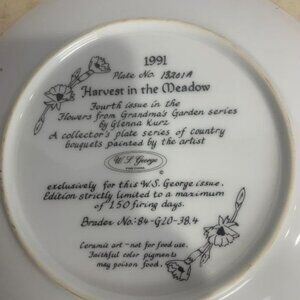 1991
Plate No. 13201A
Harvest in the Meadow
Fourth issue in the
Flowers from Grandma's Garden series
by Glenna Kurz
A collector's plate series of country
bouquets painted by the artist
W.S. George
exclusively for this W.S. George issue.
Edition strictly limited to a maximum
of 150 firing days.
Bradex No.: 84-G20-38.4
Ceramic art - not for food use.
Faithful color pigments
may poison food.